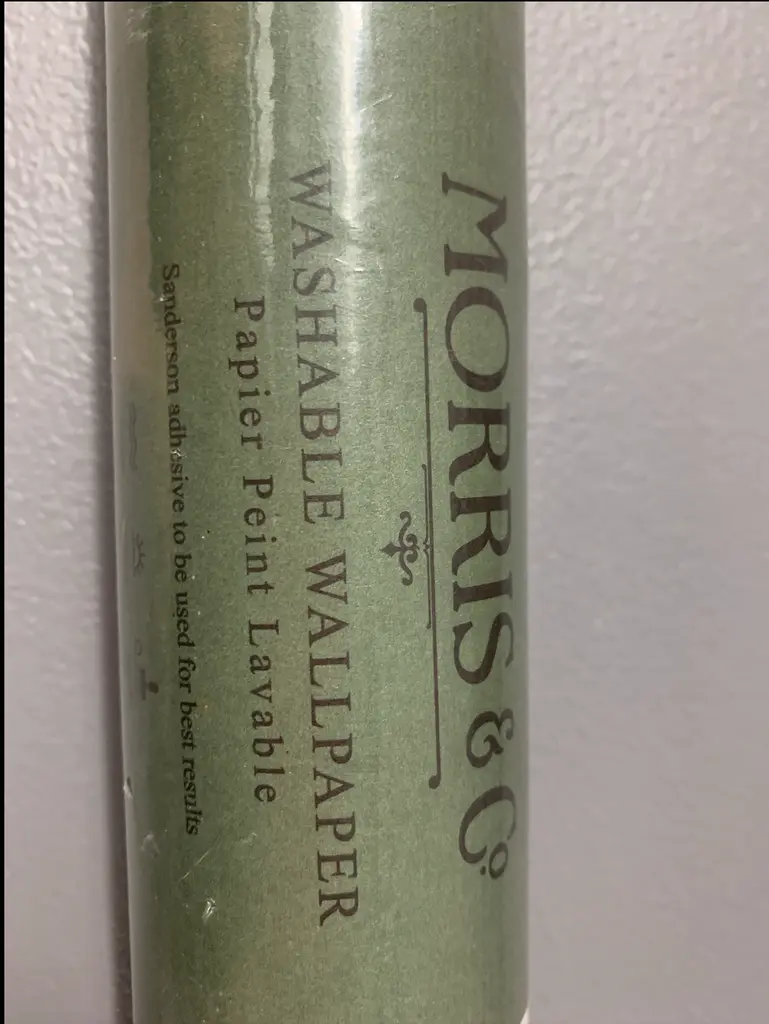 MORRIS & Co.
WASHABLE WALLPAPER
Papier Peint Lavable
Sanderson adhesive to be used for best results